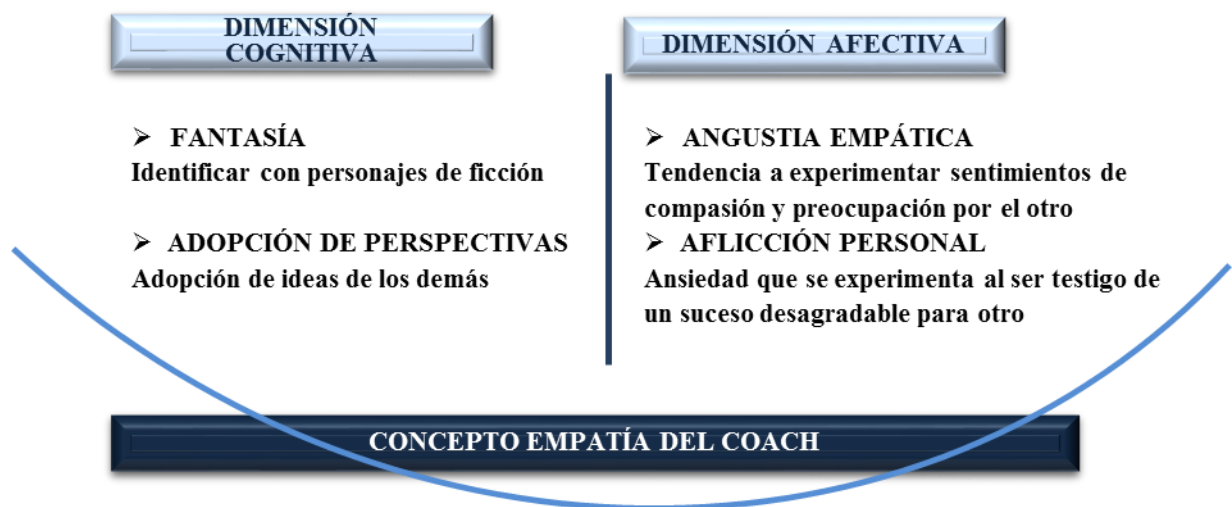 DIMENSIÓN
COGNITIVA
➢ FANTASÍA
Identificar con personajes de ficción
➢ ADOPCIÓN DE PERSPECTIVAS
Adopción de ideas de los demás
DIMENSIÓN AFECTIVA
➢ ANGUSTIA EMPÁTICA
Tendencia a experimentar sentimientos de
compasión y preocupación por el otro
➢ AFLICCIÓN PERSONAL
Ansiedad que se experimenta al ser testigo de
un suceso desagradable para otro
CONCEPTO EMPATÍA DEL COACH